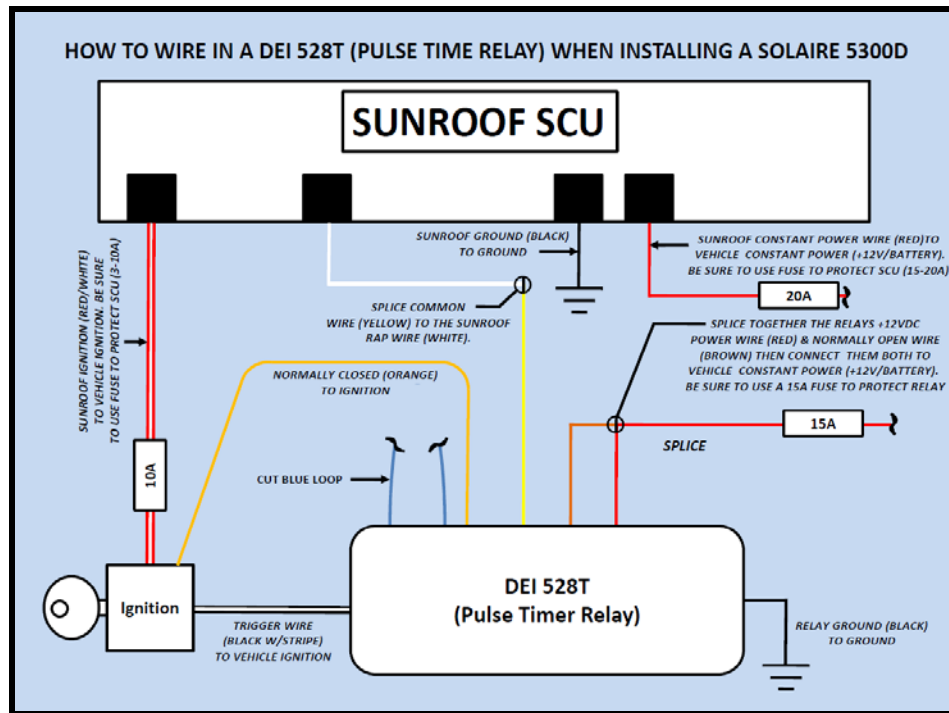 HOW TO WIRE IN A DEI 528T (PULSE TIME RELAY) WHEN INSTALLING A SOLAIRE 5300D
SUNROOF SCU
SUNROOF IGNITION (RED/WHITE)
TO VEHICLE IGNITION. BE SURE
TO USE FUSE TO PROTECT SCU (3-10A)
SUNROOF GROUND (BLACK)
TO GROUND
SUNROOF CONSTANT POWER WIRE (RED)TO
VEHICLE CONSTANT POWER (+12V/BATTERY).
BE SURE TO USE FUSE TO PROTECT SCU (15-20A)
20A
SPLICE COMMON
WIRE (YELLOW) TO THE SUNROOF
RAP WIRE (WHITE).
SPLICE TOGETHER THE RELAYS +12VDC
POWER WIRE (RED) & NORMALLY OPEN WIRE
(BROWN) THEN CONNECT THEM BOTH TO
VEHICLE CONSTANT POWER (+12V/BATTERY).
BE SURE TO USE A 15A FUSE TO PROTECT RELAY
NORMALLY CLOSED (ORANGE)
TO IGNITION
15A
SPLICE
10A
CUT BLUE LOOP
Ignition
DEI 528T
(Pulse Timer Relay)
TRIGGER WIRE
(BLACK W/STRIPE)
TO VEHICLE IGNITION
RELAY GROUND (BLACK)
TO GROUND